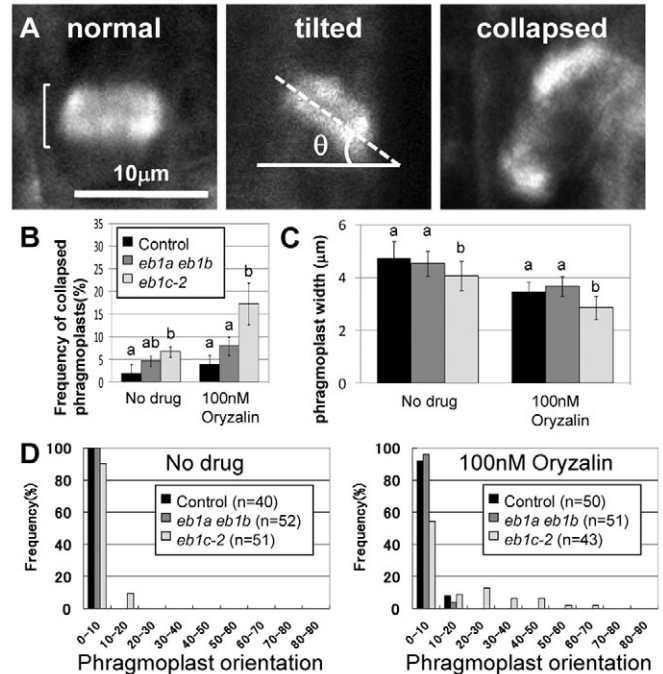 A
normal
tilted
collapsed
θ
10μm
B
Frequency of collapsed
phragmoplasts(%)
35
30
25
20
15
10
5
0
Control
eb1a eb1b
eb1c-2
a
ab
b
a
a
b
No drug
100nM
Oryzalin
C
phragmoplast width (μm)
6
4
2
0
a
a
b
a
a
b
No drug
100nM
Oryzalin
D
Frequency(%)
100
80
60
40
20
0
No drug
Control (n=40)
eb1a eb1b (n=52)
eb1c-2 (n=51)
0–10
10–20
20–30
30–40
40–50
50–60
60–70
70–80
80–90
Phragmoplast orientation
Frequency(%)
100
80
60
40
20
0
100nM Oryzalin
Control (n=50)
eb1a eb1b (n=51)
eb1c-2 (n=43)
0–10
10–20
20–30
30–40
40–50
50–60
60–70
70–80
80–90
Phragmoplast orientation